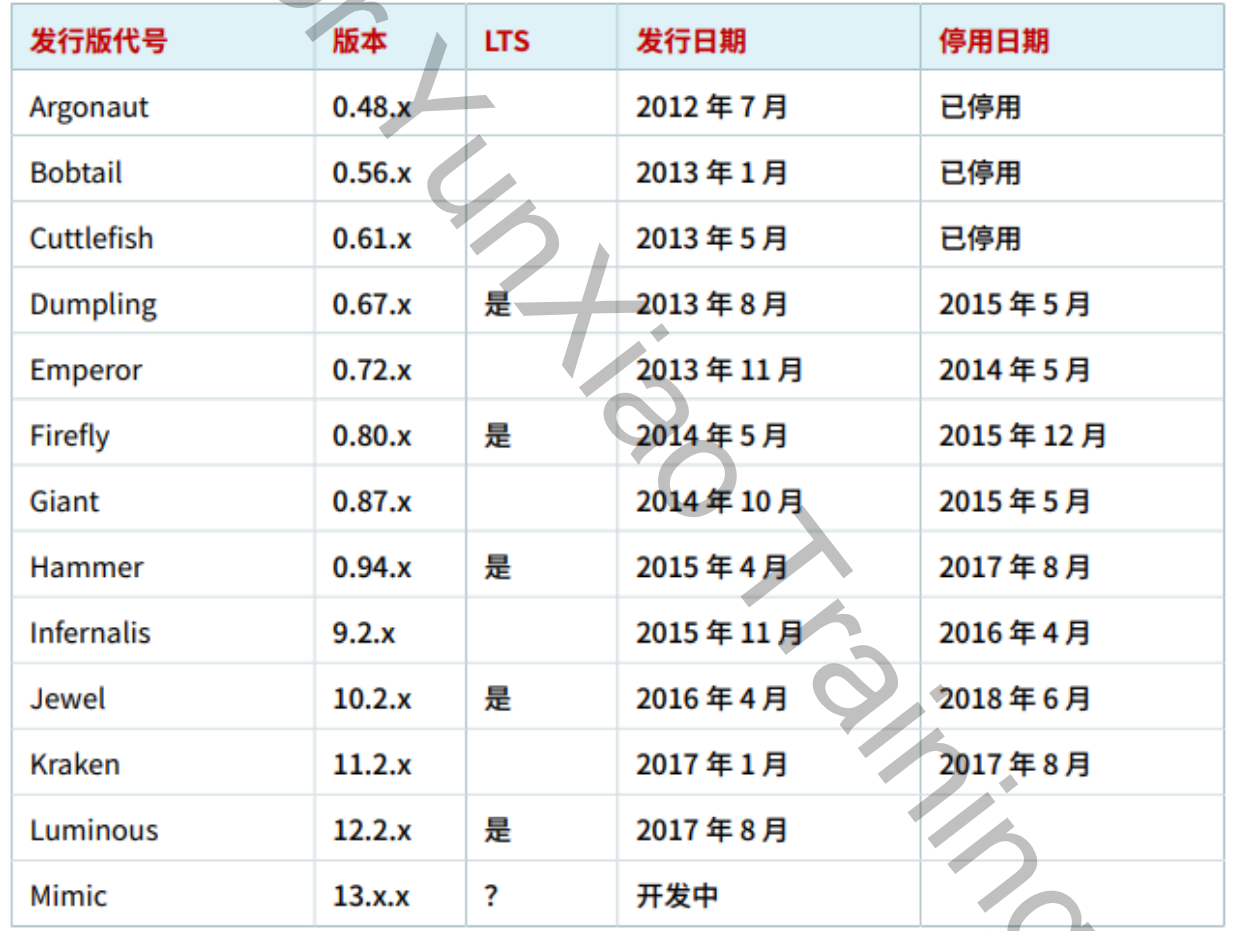 发行版代号 版本 LTS 发行日期 停用日期
Argonaut 0.48.x 2012 年 7 月 已停用
Bobtail 0.56.x 2013 年 1 月 已停用
Cuttlefish 0.61.x 2013 年 5 月 已停用
Dumpling 0.67.x 是 2013 年 8 月 2015 年 5 月
Emperor 0.72.x 2013 年 11 月 2014 年 5 月
Firefly 0.80.x 是 2014 年 5 月 2015 年 12 月
Giant 0.87.x 2014 年 10 月 2015 年 5 月
Hammer 0.94.x 是 2015 年 4 月 2017 年 8 月
Infernalis 9.2.x 2015 年 11 月 2016 年 4 月
Jewel 10.2.x 是 2016 年 4 月 2018 年 6 月
Kraken 11.2.x 2017 年 1 月 2017 年 8 月
Luminous 12.2.x 是 2017 年 8 月
Mimic 13.x.x ? 开发中
YunXiao Training